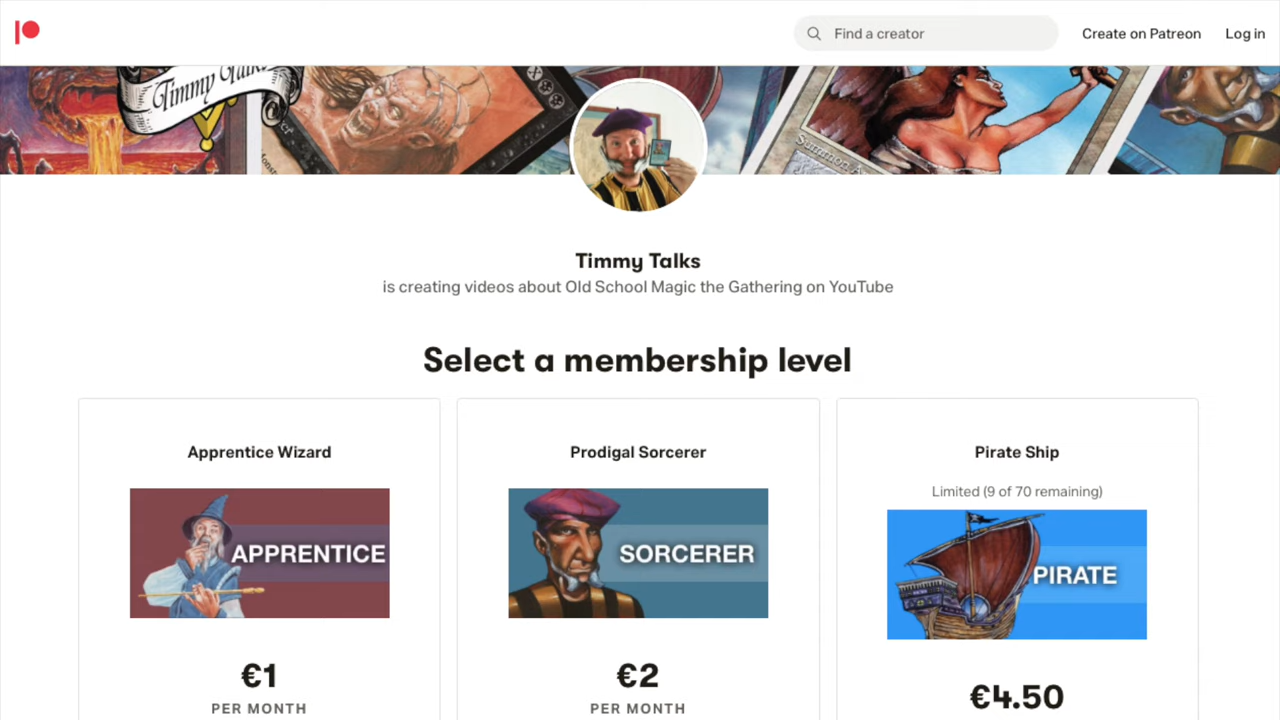 Find a creator
Create on Patreon
Log in
Timmy Talks
Summon A
Timmy Talks
is creating videos about Old School Magic the Gathering on YouTube
Select a membership level
Apprentice Wizard
Prodigal Sorcerer
Pirate Ship
Limited (9 of 70 remaining)
APPRENTICE
SORCERER
PIRATE
€1
€2
€4.50
PER MONTH
PER MONTH